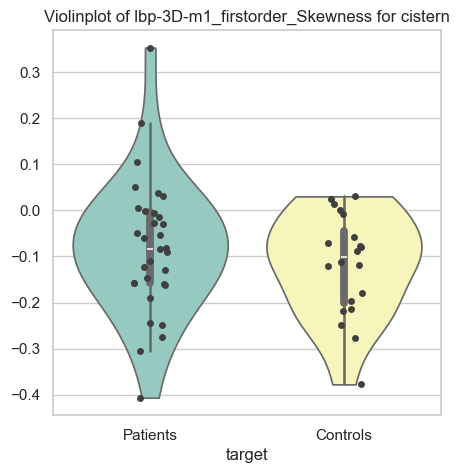 Violinplot of lbp-3D-m1_firstorder_Skewness for cistern
0.3
0.2
0.1
0.0
−0.1
−0.2
−0.3
−0.4
Patients Controls
target